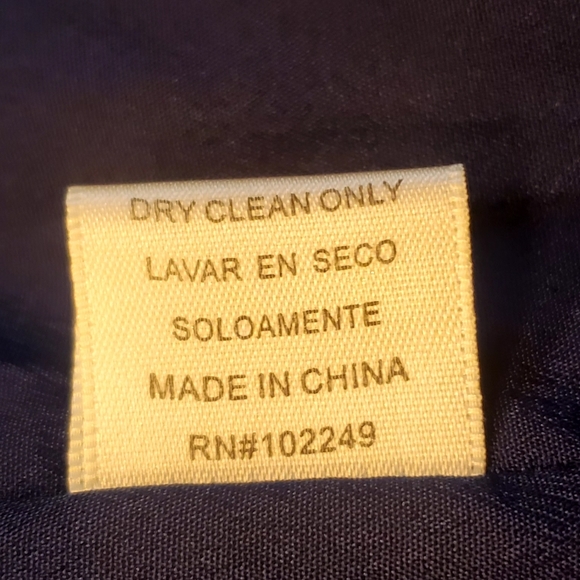 DRY CLEAN ONLY
LAVAR EN SECO
SOLOAMENTE
MADE IN CHINA
RN#102249